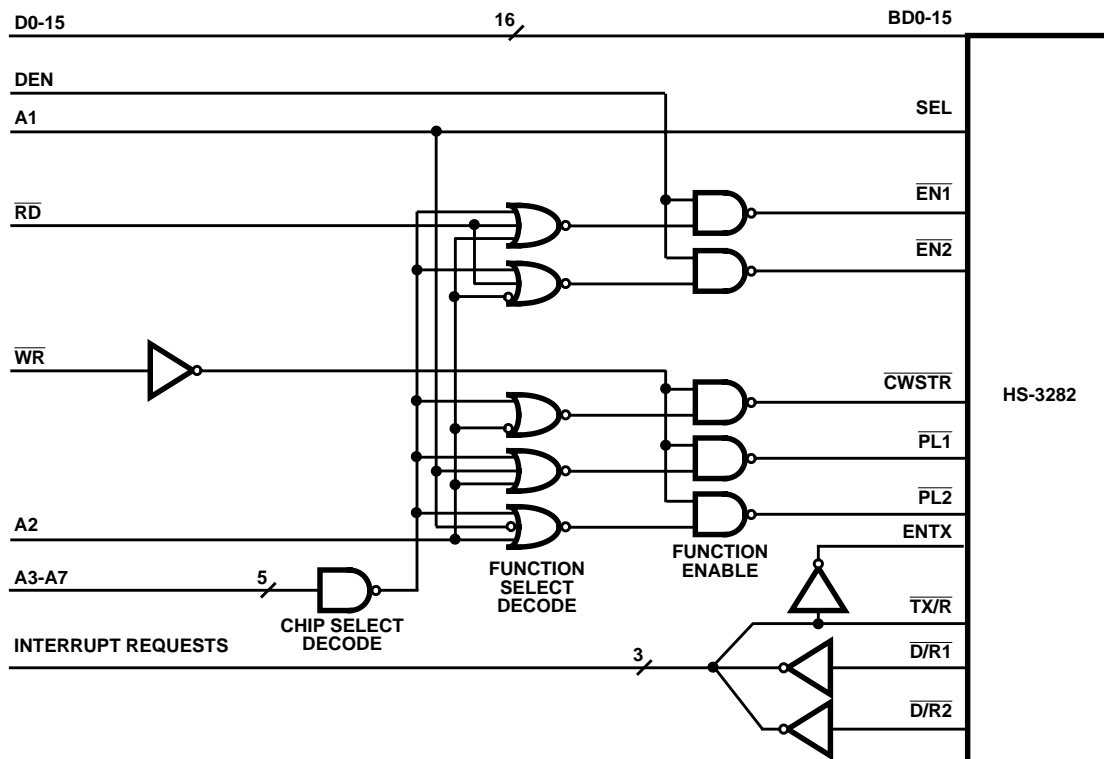 D0-15
16
BD0-15
DEN
A1
SEL
RD
EN1
EN2
WR
CWSTR
HS-3282
PL1
PL2
A2
ENTX
FUNCTION
SELECT
DECODE
FUNCTION
ENABLE
A3-A7
5
CHIP SELECT
DECODE
TX/R
INTERRUPT REQUESTS
3
D/R1
D/R2